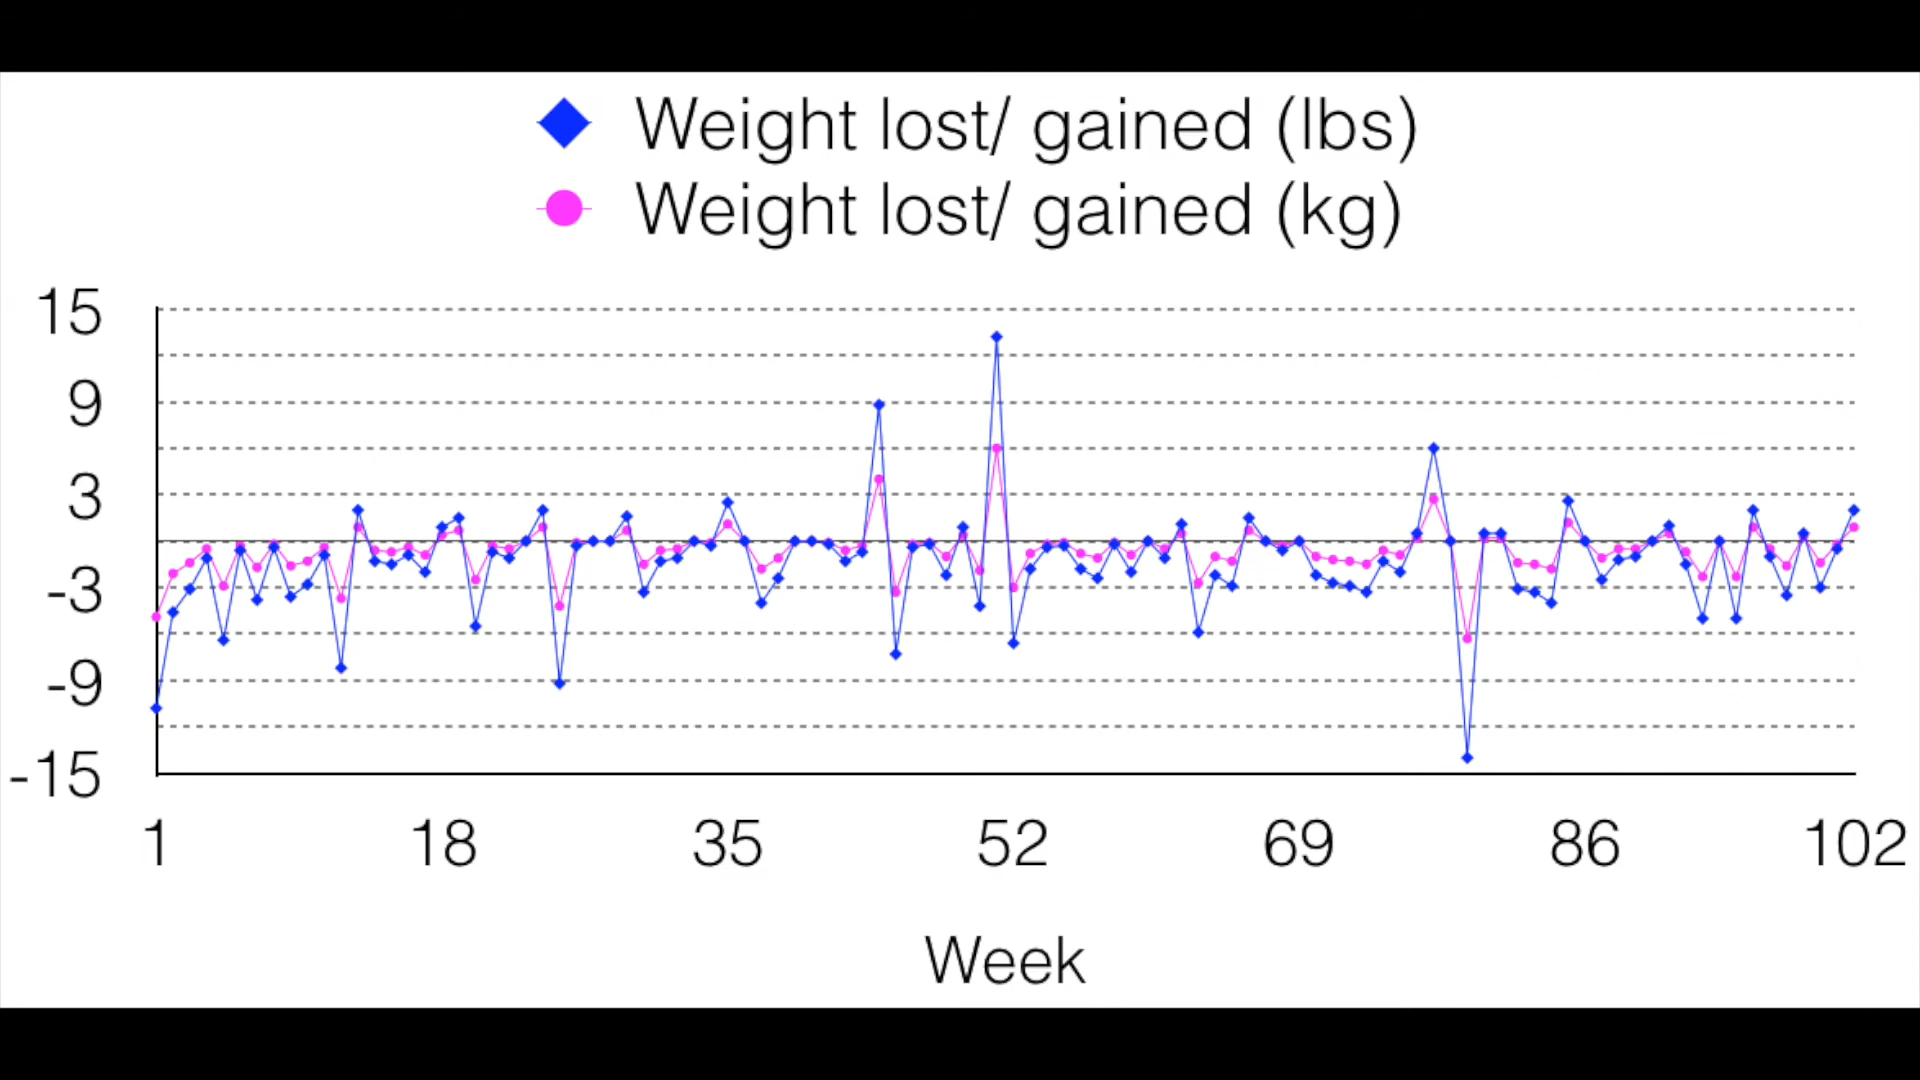 Weight lost/ gained (lbs)
Weight lost/ gained (kg)
15
9
3
-3
-9
-15
1 18 35 52 69 86 102
Week